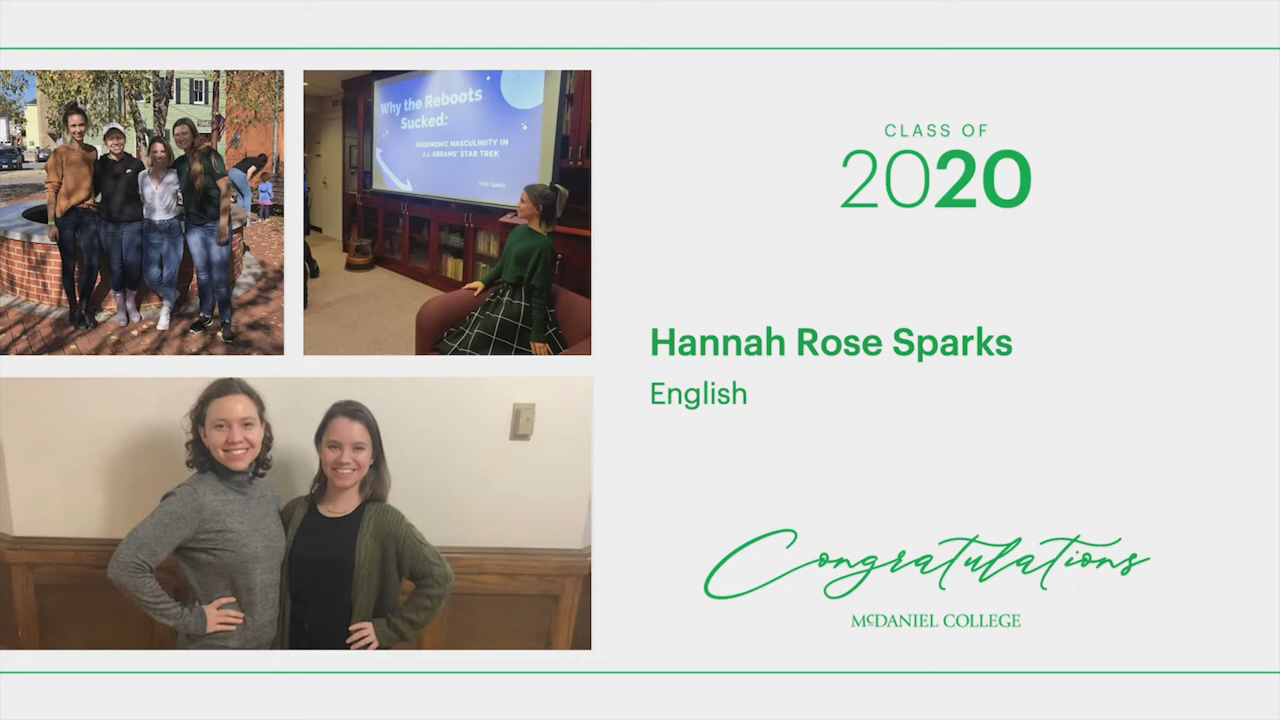 Why the Reboots
Sucked:
HEGEMONIC MASCULINITY IN
J.J. ABRAMS' STAR TREK
CLASS OF
2020
Hannah Rose Sparks
English
Congratulations
McDANIEL COLLEGE